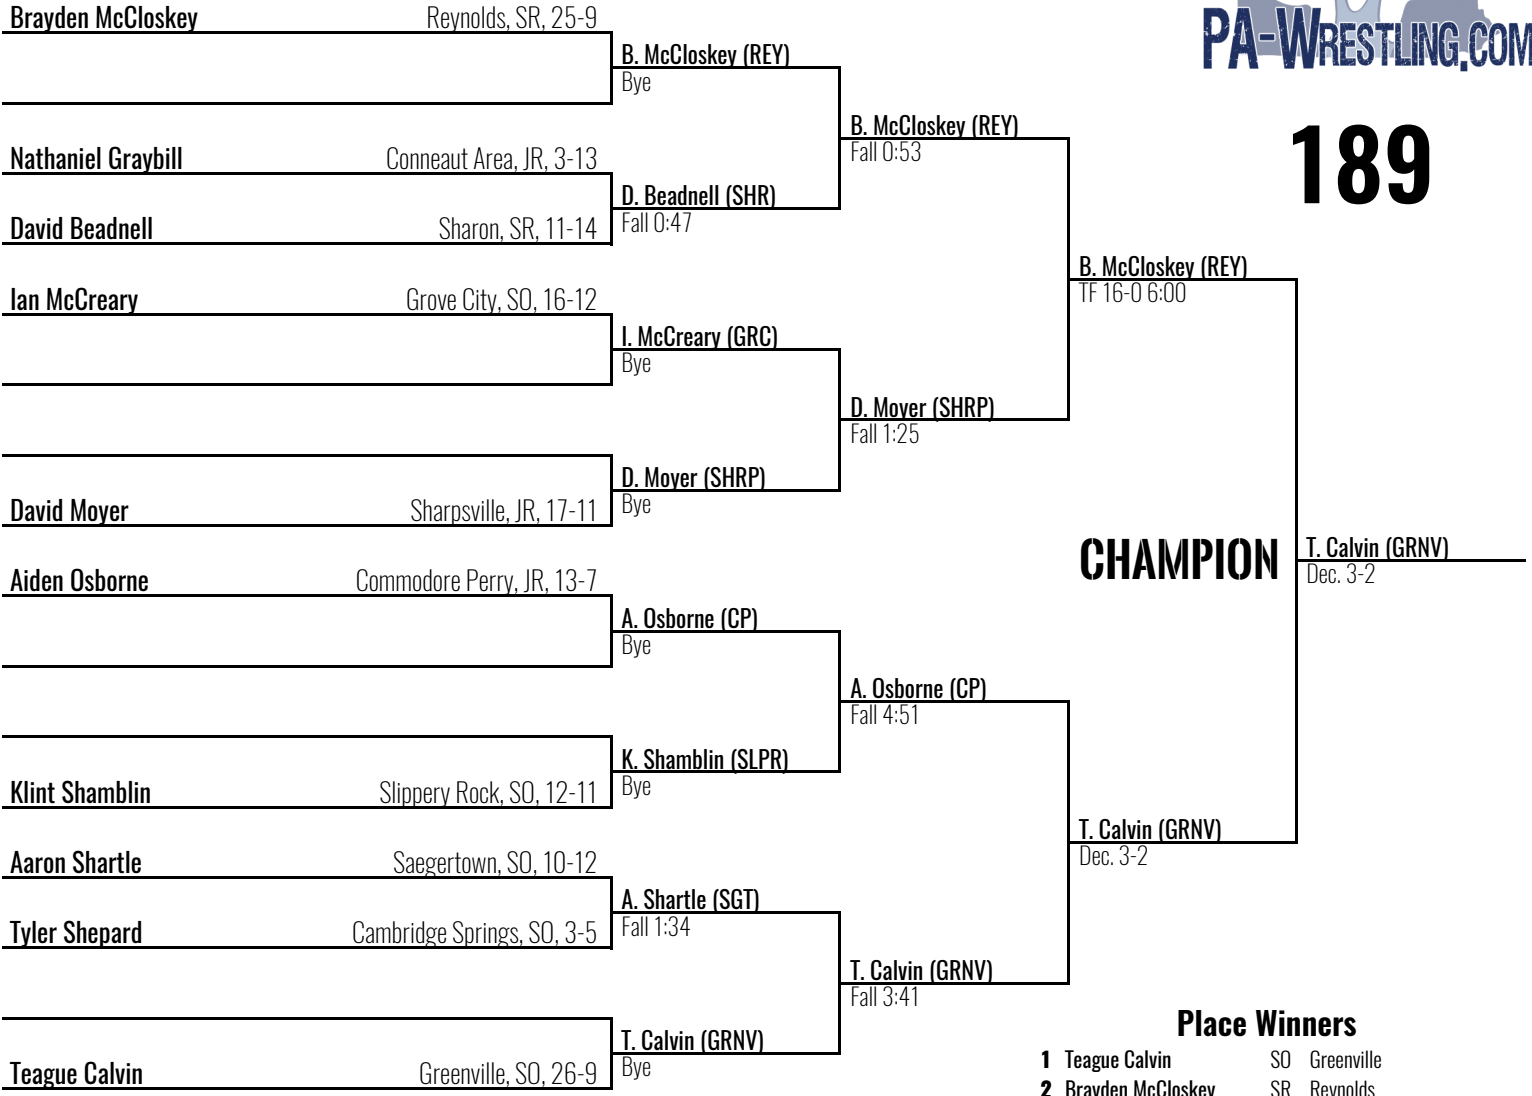 Brayden McCloskey Reynolds, SR, 25-9
PA-WRESTLING.COM
B. McCloskey (REY)
Bye
B. McCloskey (REY)
Fall 0:53
189
Nathaniel Graybill Conneaut Area, JR, 3-13
D. Beadnell (SHR)
Fall 0:47
David Beadnell Sharon, SR, 11-14
B. McCloskey (REY)
TF 16-0 6:00
Ian McCreary Grove City, SO, 16-12
I. McCreary (GRC)
Bye
D. Moyer (SHRP)
Fall 1:25
D. Moyer (SHRP)
Bye
David Moyer Sharpsville, JR, 17-11
CHAMPION
T. Calvin (GRNV)
Dec. 3-2
Aiden Osborne Commodore Perry, JR, 13-7
A. Osborne (CP)
Bye
A. Osborne (CP)
Fall 4:51
K. Shamblin (SLPR)
Bye
Klint Shamblin Slippery Rock, SO, 12-11
T. Calvin (GRNV)
Dec. 3-2
Aaron Shartle Saegertown, SO, 10-12
A. Shartle (SGT)
Fall 1:34
Tyler Shepard Cambridge Springs, SO, 3-5
T. Calvin (GRNV)
Fall 3:41
T. Calvin (GRNV)
Bye
Teague Calvin Greenville, SO, 26-9
Place Winners
1 Teague Calvin SO Greenville
2 Brayden McCloskey SR Reynolds